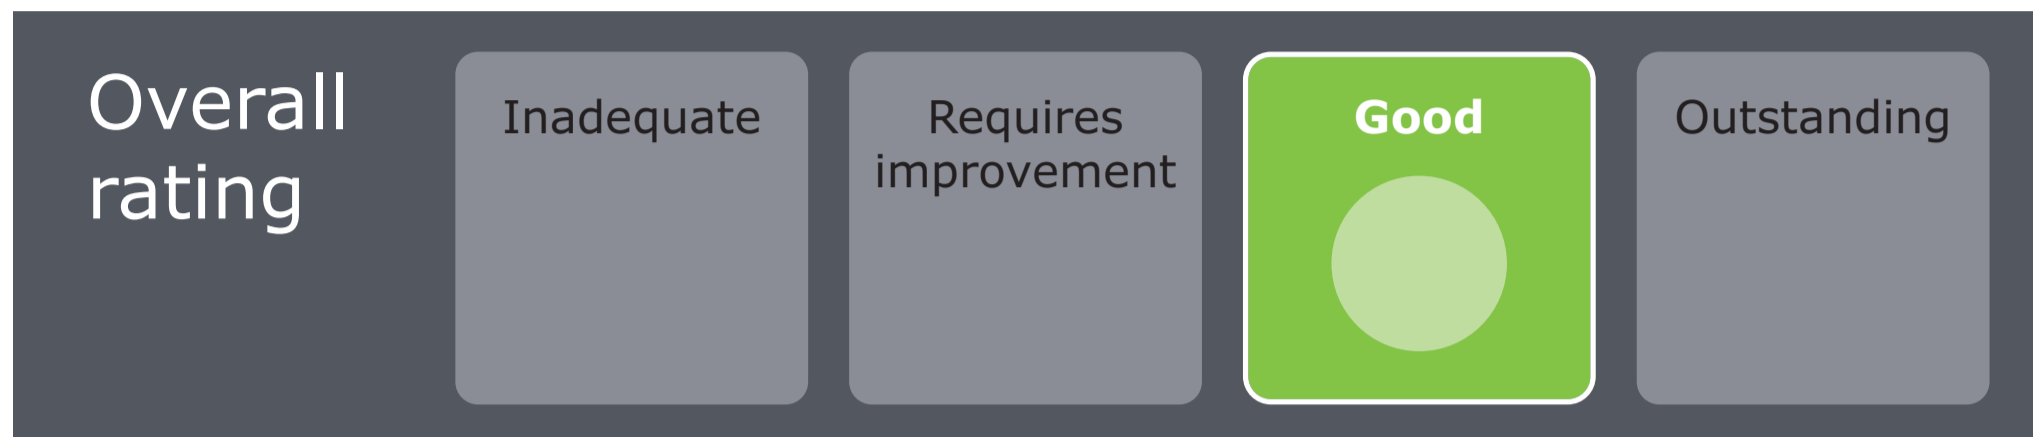 Overall
rating
Inadequate
Requires
improvement
Good
Outstanding